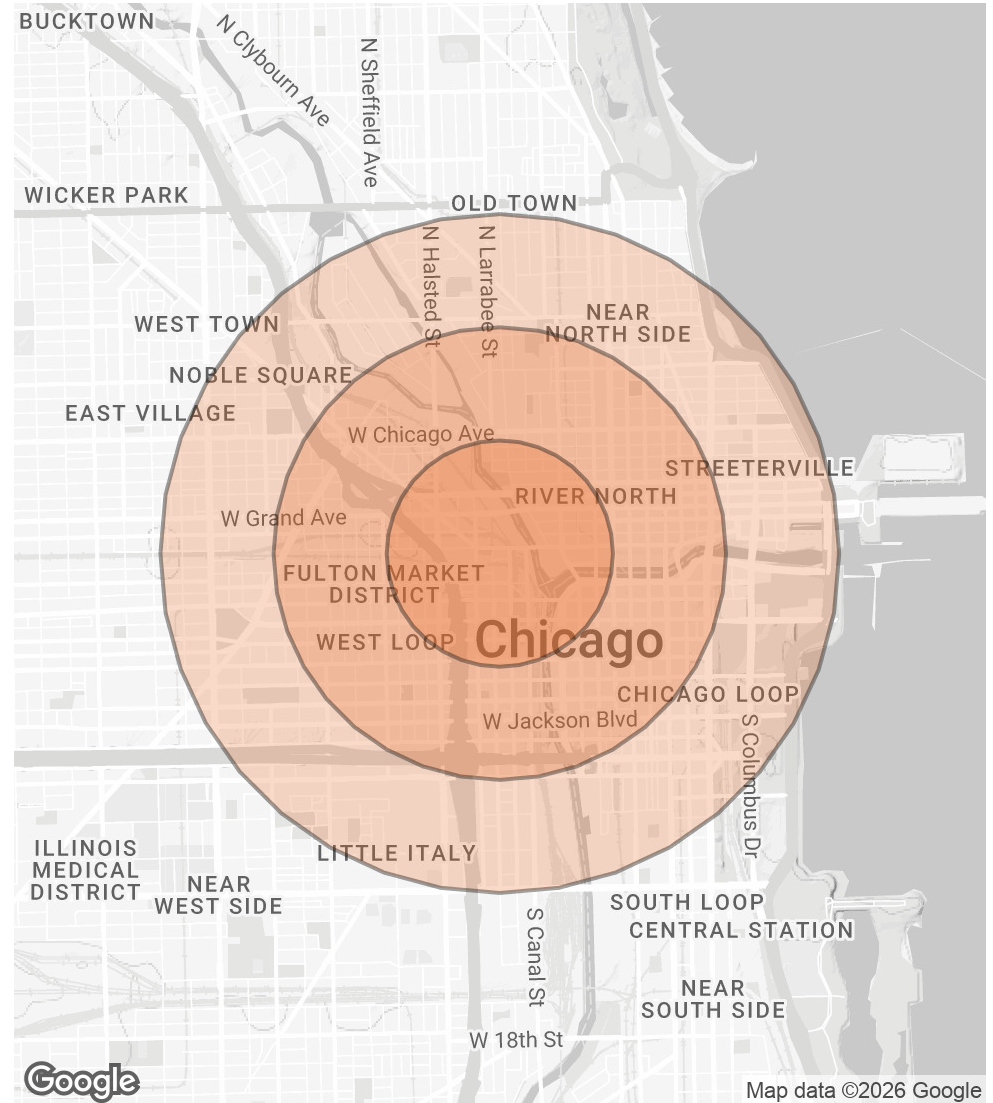 BUCKTOWN
N Clybourn Ave
N Sheffield Ave
WICKER PARK
OLD TOWN
N Halsted St
N Larrabee St
NEAR
NORTH SIDE
WEST TOWN
NOBLE SQUARE
EAST VILLAGE
W Chicago Ave
STREETERVILLE
RIVER NORTH
W Grand Ave
FULTON MARKET
DISTRICT
WEST LOOP
Chicago
CHICAGO LOOP
W Jackson Blvd
S Columbus Dr
ILLINOIS
MEDICAL
DISTRICT
LITTLE ITALY
NEAR
WEST SIDE
SOUTH LOOP
CENTRAL STATION
S Canal St
NEAR
SOUTH SIDE
W 18th St
Google
Map data ©2026 Google